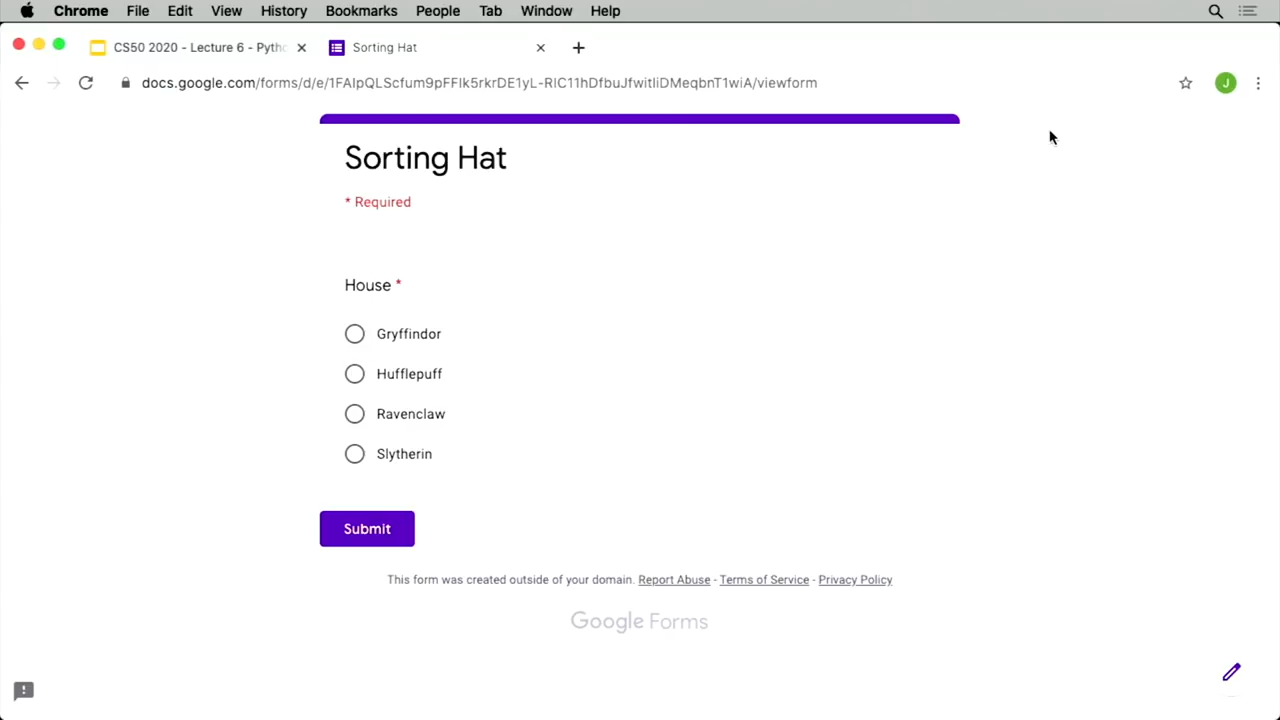 Chrome File Edit View History Bookmarks People Tab Window Help
CS50 2020 - Lecture 6 - Pytho Sorting Hat
docs.google.com/forms/d/e/1FAIpQLScfum9pFFIk5rkrDE1yL-RIC11hDfbuJfwitliDMeqbnT1wiA/viewform
J
Sorting Hat
* Required
House *
Gryffindor
Hufflepuff
Ravenclaw
Slytherin
Submit
This form was created outside of your domain. Report Abuse - Terms of Service - Privacy Policy
Google Forms